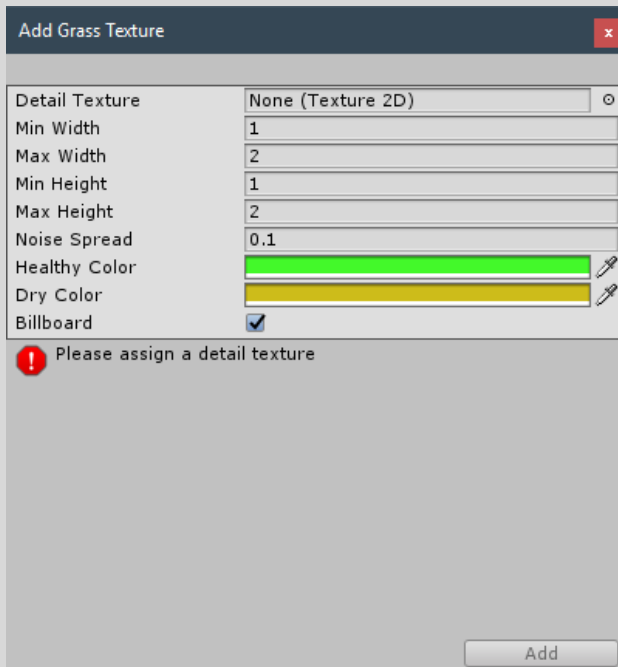 Add Grass Texture
x
Detail Texture None (Texture 2D)
Min Width 1
Max Width 2
Min Height 1
Max Height 2
Noise Spread 0.1
Healthy Color
Dry Color
Billboard
! Please assign a detail texture
Add